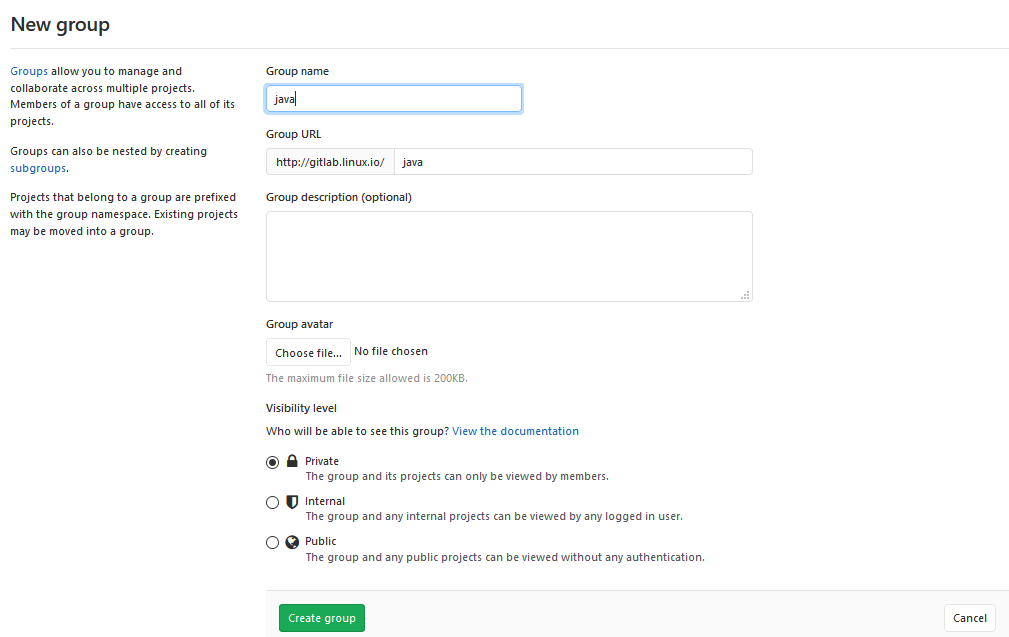 New group
Groups allow you to manage and
collaborate across multiple projects.
Members of a group have access to all of its
projects.
Groups can also be nested by creating
subgroups.
Projects that belong to a group are prefixed
with the group namespace. Existing projects
may be moved into a group.
Group name
java
Group URL
http://gitlab.linux.io/ java
Group description (optional)
Group avatar
Choose file... No file chosen
The maximum file size allowed is 200KB.
Visibility level
Who will be able to see this group? View the documentation
Private
The group and its projects can only be viewed by members.
Internal
The group and any internal projects can be viewed by any logged in user.
Public
The group and any public projects can be viewed without any authentication.
Create group Cancel